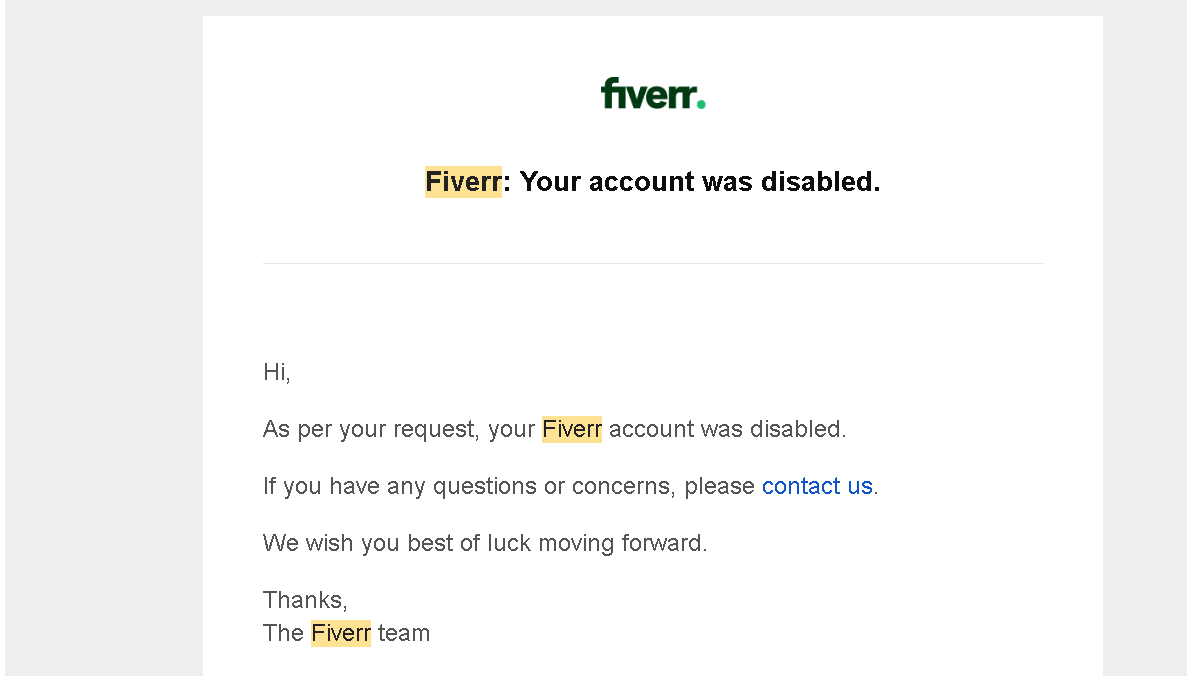 fiverr.
Fiverr: Your account was disabled.
Hi,
As per your request, your Fiverr account was disabled.
If you have any questions or concerns, please contact us.
We wish you best of luck moving forward.
Thanks,
The Fiverr team